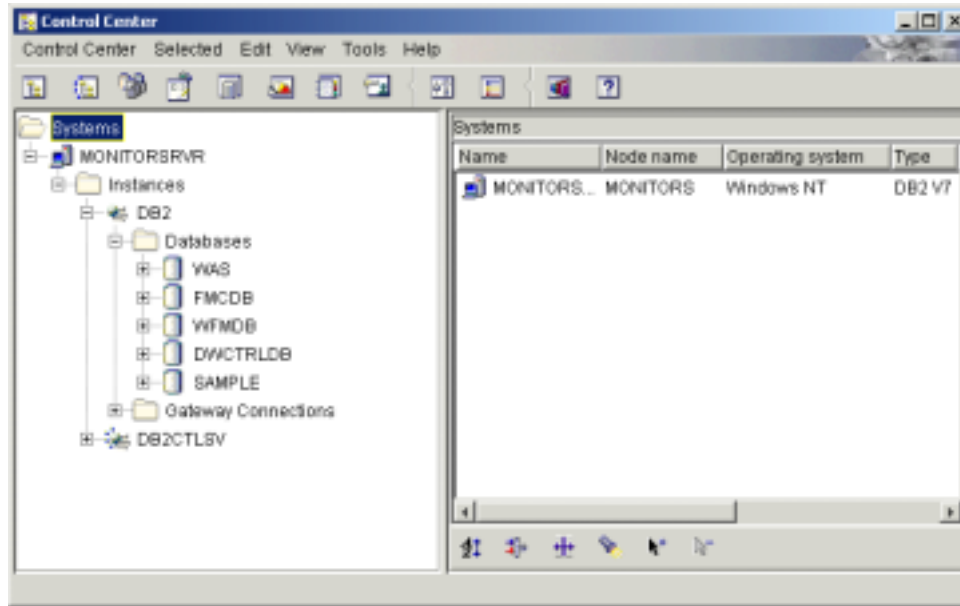 Control Center
Control Center Selected Edit View Tools Help
Systems
MONITORSRVR
Instances
DB2
Databases
WAS
FMCDB
WFMDB
DWCTRLDB
SAMPLE
Gateway Connections
DB2CTLSV
Systems
Name Node name Operating system Type
MONITORS... MONITORS Windows NT DB2 V7